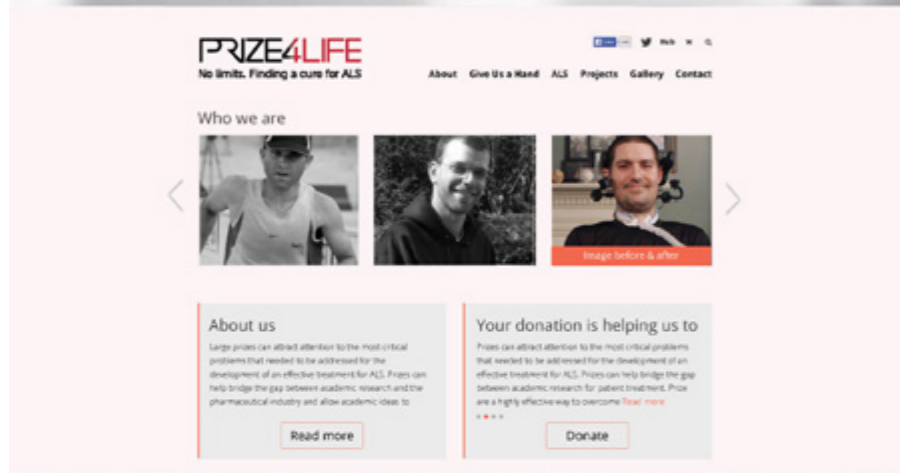 PRIZE4LIFE
No limits. Finding a cure for ALS
About Give Us a Hand ALS Projects Gallery Contact
Who we are
Image before & after
About us
Large prizes can attract attention to the most critical
problems that needed to be addressed for the
development of an effective treatment for ALS. Prizes can
help bridge the gap between academic research and the
pharmaceutical industry and allow academic ideas to
Read more
Your donation is helping us to
Prizes can attract attention to the most critical problems
that needed to be addressed for the development of an
effective treatment for ALS. Prizes can help bridge the gap
between academic research for patient treatment. Prize
are a highly effective way to overcome Read more
Donate